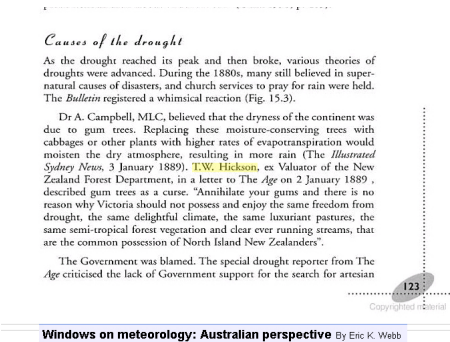 Causes of the drought
As the drought reached its peak and then broke, various theories of
droughts were advanced. During the 1880s, many still believed in super-
natural causes of disasters, and church services to pray for rain were held.
The Bulletin registered a whimsical reaction (Fig. 15.3).
Dr A. Campbell, MLC, believed that the dryness of the continent was
due to gum trees. Replacing these moisture-conserving trees with
cabbages or other plants with higher rates of evapotranspiration would
moisten the dry atmosphere, resulting in more rain (The Illustrated
Sydney News, 3 January 1889). T.W. Hickson, ex Valuator of the New
Zealand Forest Department, in a letter to The Age on 2 January 1889 ,
described gum trees as a curse. "Annihilate your gums and there is no
reason why Victoria should not possess and enjoy the same freedom from
drought, the same delightful climate, the same luxuriant pastures, the
same semi-tropical forest vegetation and clear ever running streams, that
are the common possession of North Island New Zealanders".
The Government was blamed. The special drought reporter from The
Age criticised the lack of Government support for the search for artesian
123
Copyrighted material
Windows on meteorology: Australian perspective By Eric K. Webb